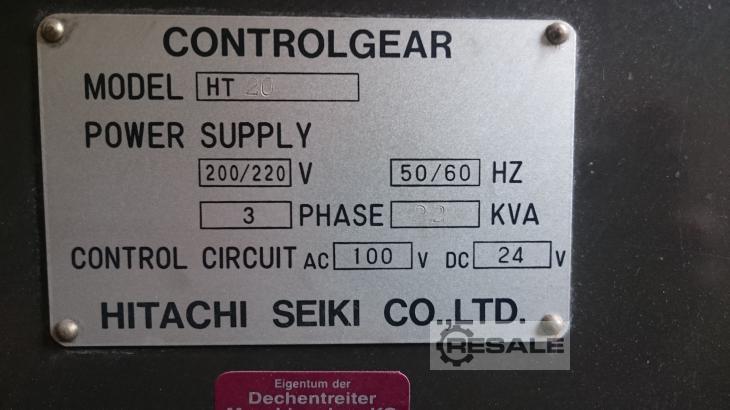 CONTROLGEAR
MODEL HT 20
POWER SUPPLY
200/220 V 50/60 HZ
3 PHASE 22 KVA
CONTROL CIRCUIT AC 100 V DC 24 V
HITACHI SEIKI CO.,LTD.
RESALE
Eigentum der
Dechentreiter